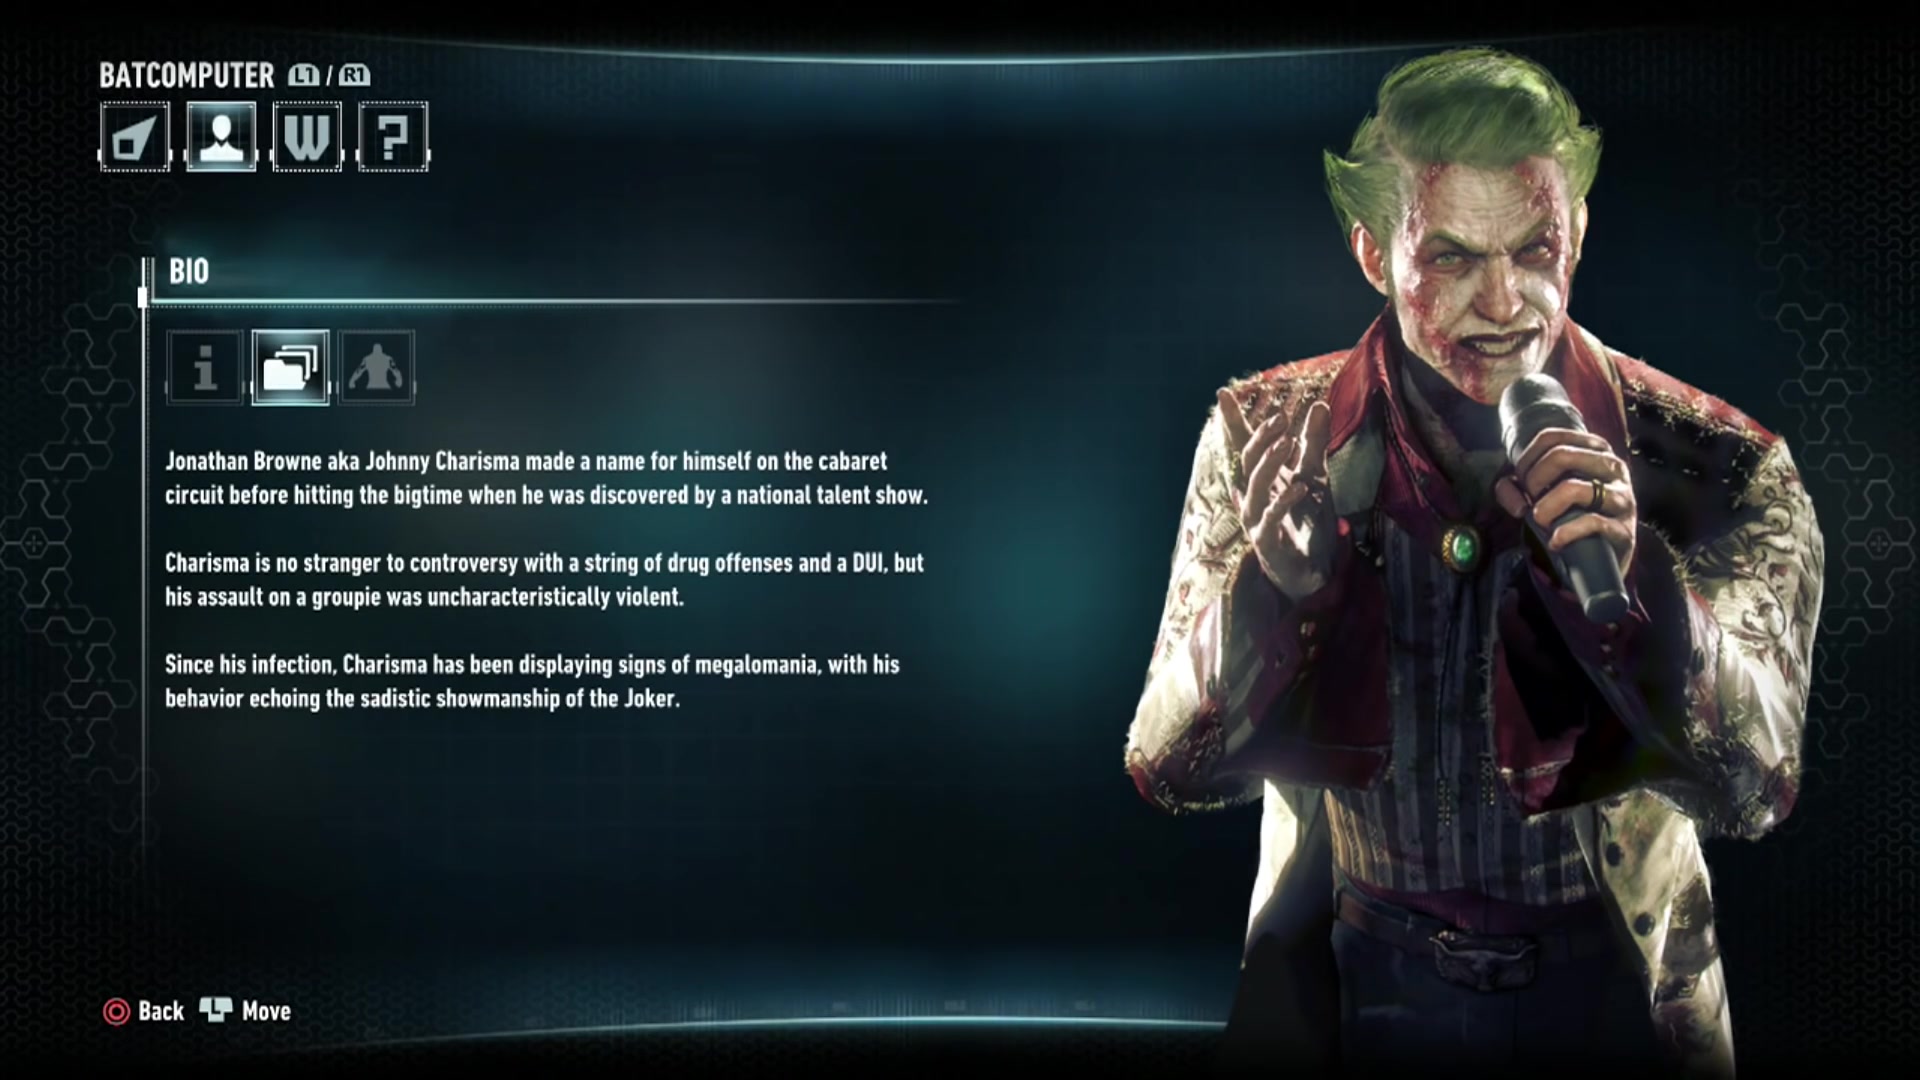 BATCOMPUTER L1 / R1
W ?
BIO
i
Jonathan Browne aka Johnny Charisma made a name for himself on the cabaret
circuit before hitting the bigtime when he was discovered by a national talent show.
Charisma is no stranger to controversy with a string of drug offenses and a DUI, but
his assault on a groupie was uncharacteristically violent.
Since his infection, Charisma has been displaying signs of megalomania, with his
behavior echoing the sadistic showmanship of the Joker.
Back L Move